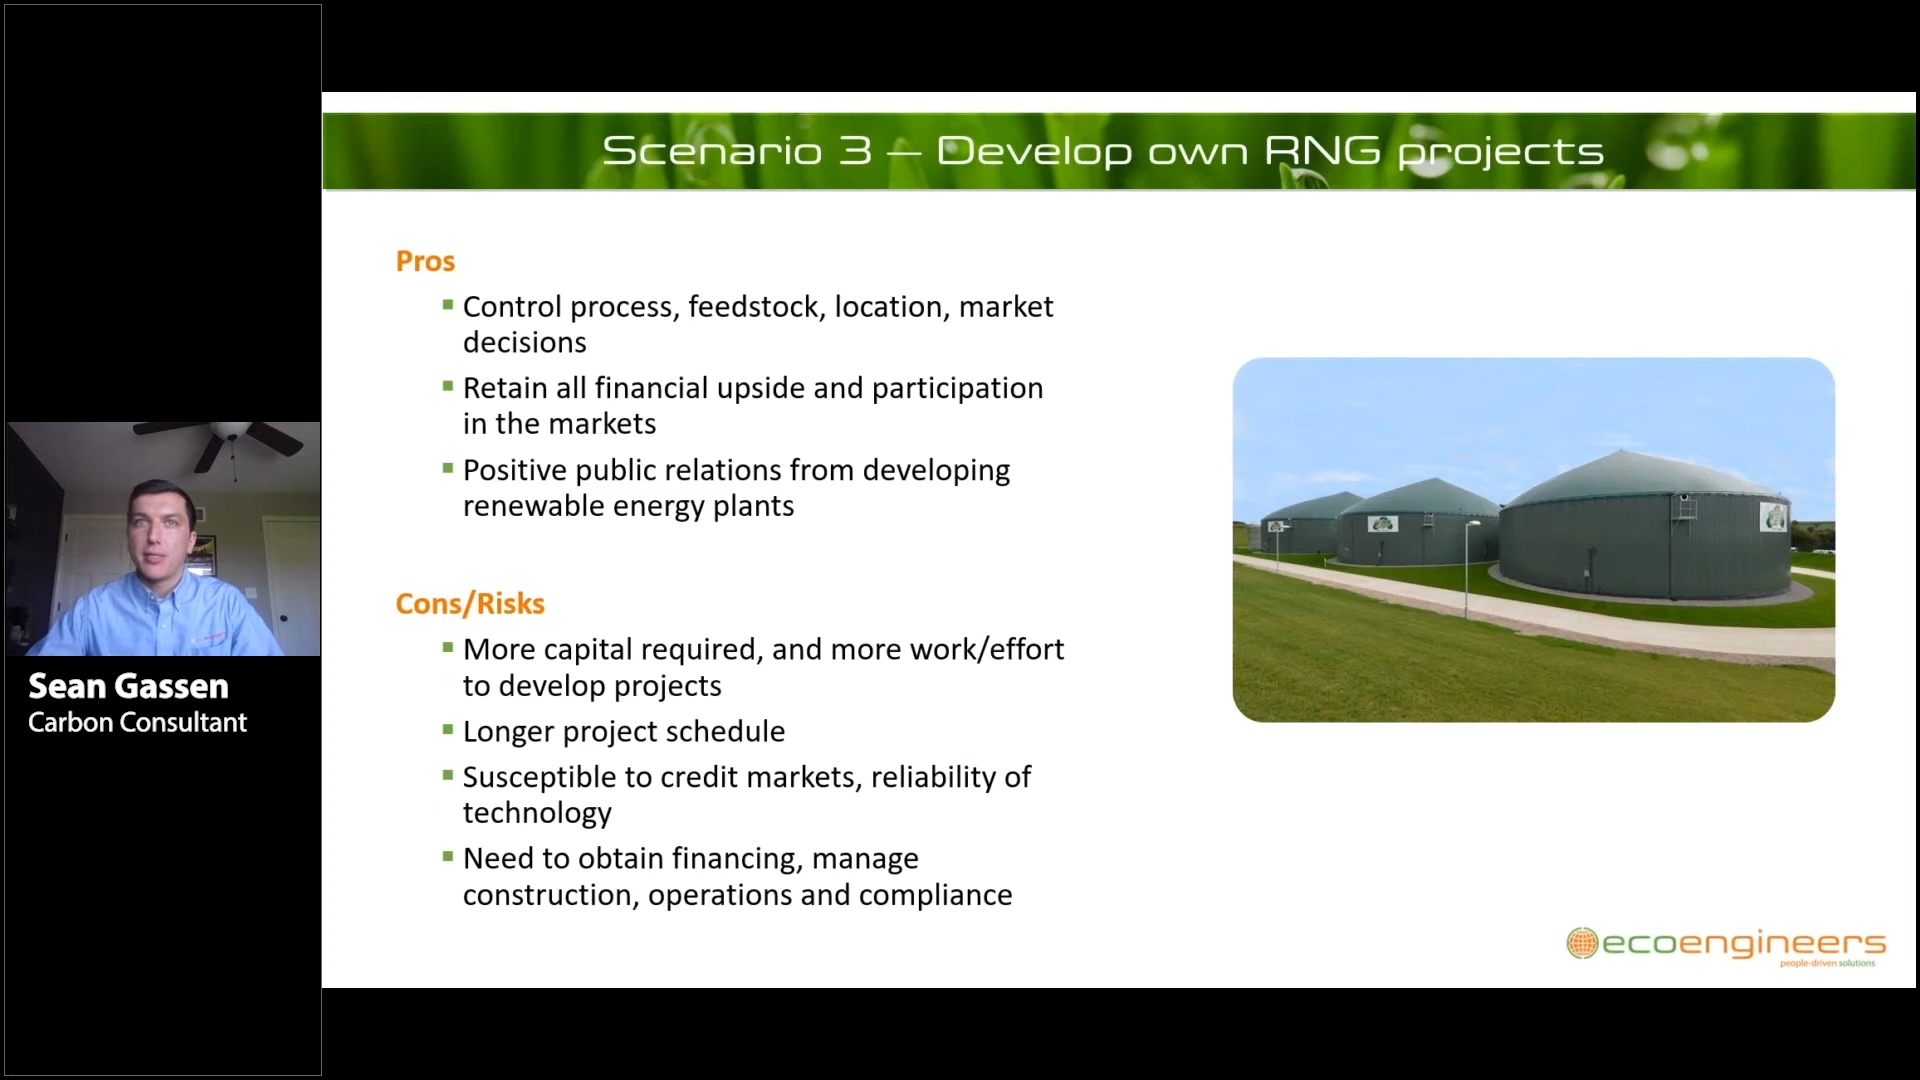 Scenario 3 – Develop own RNG projects
Pros
Control process, feedstock, location, market
decisions
Retain all financial upside and participation
in the markets
Positive public relations from developing
renewable energy plants
Cons/Risks
More capital required, and more work/effort
to develop projects
Longer project schedule
Susceptible to credit markets, reliability of
technology
Need to obtain financing, manage
construction, operations and compliance
Sean Gassen
Carbon Consultant
ecoengineers
people-driven solutions